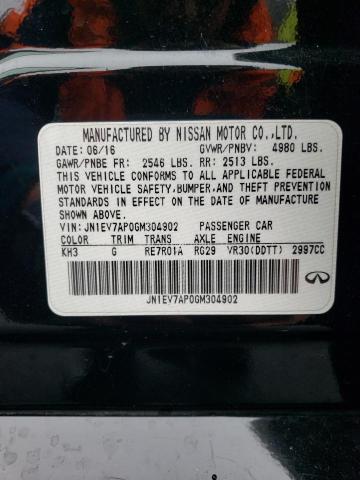 MANUFACTURED BY NISSAN MOTOR CO.,LTD.
DATE: 06/16 GVWR/PNBV: 4980 LBS.
GAWR/PNBE FR: 2546 LBS. RR: 2513 LBS.
THIS VEHICLE CONFORMS TO ALL APPLICABLE FEDERAL
MOTOR VEHICLE SAFETY,BUMPER,AND THEFT PREVENTION
STANDARDS IN EFFECT ON THE DATE OF MANUFACTURE
SHOWN ABOVE.
VIN: JN1EV7AP0GM304902 PASSENGER CAR
COLOR TRIM TRANS AXLE ENGINE
KH3 G RE7R01A RG29 VR30(DDTT) 2997CC
JN1EV7AP0GM304902